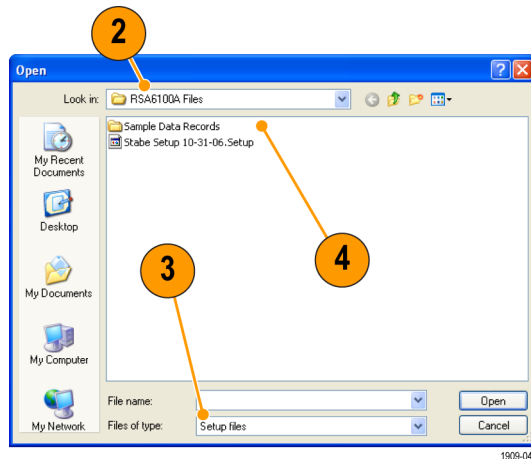 2
Open
Look in:
RSA6100A Files
Sample Data Records
Stabe Setup 10-31-06.Setup
My Recent
Documents
Desktop
4
3
My Documents
My Computer
File name:
Open
My Network
Files of type:
Setup files
Cancel
1909-04